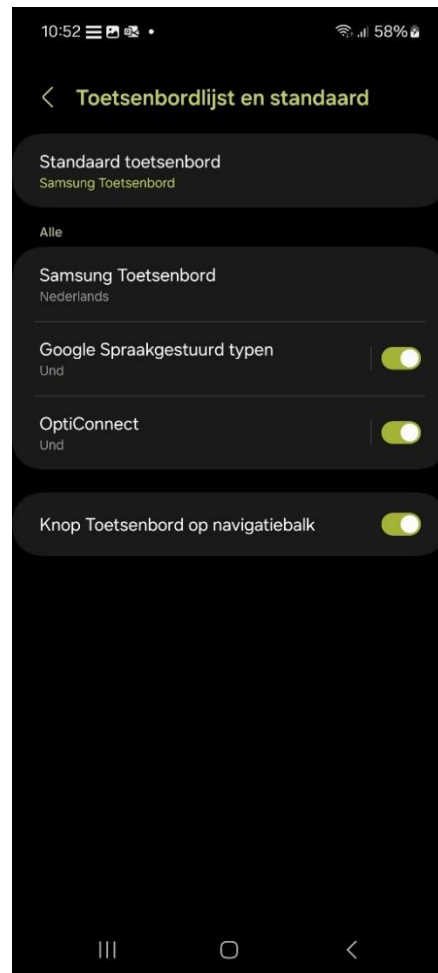 10:52 58%
Toetsenbordlijst en standaard
Standaard toetsenbord
Samsung Toetsenbord
Alle
Samsung Toetsenbord
Nederlands
Google Spraakgestuurd typen
Und
OptiConnect
Und
Knop Toetsenbord op navigatiebalk